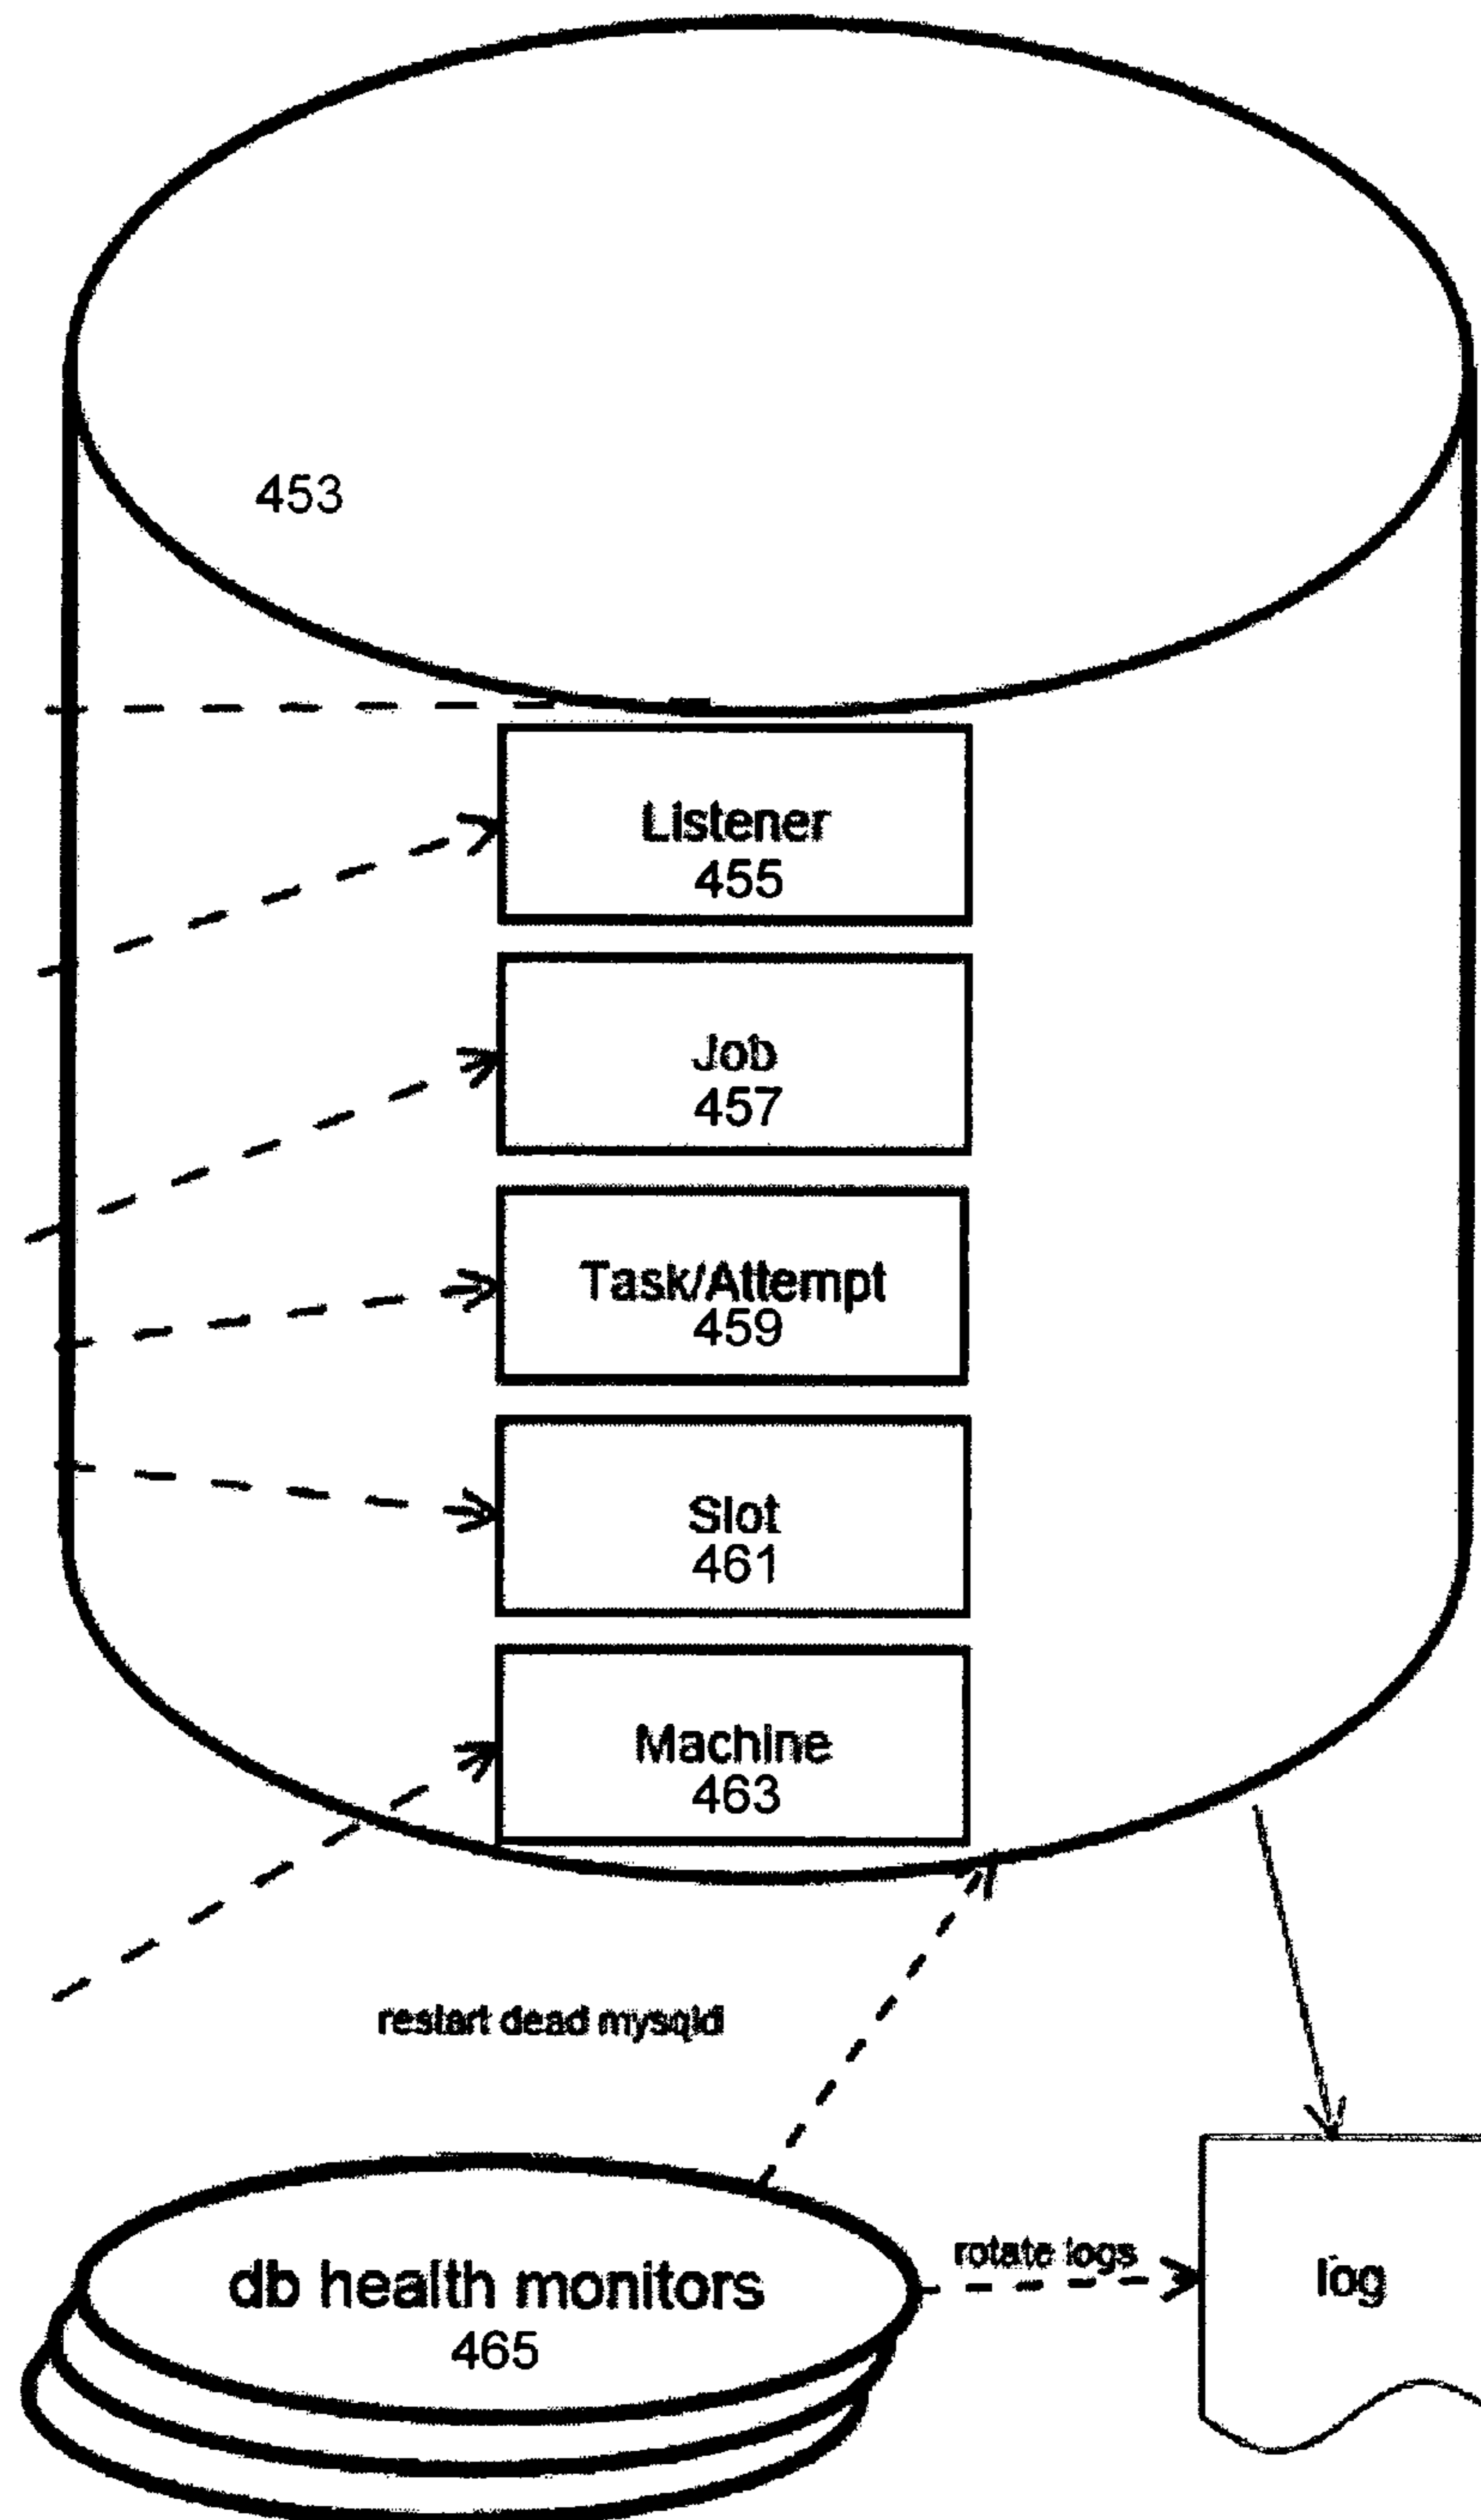 453
Listener
455
Job
457
Task/Attempt
459
Slot
461
Machine
463
restart dead mysqld
rotate logs
db health monitors
log
465